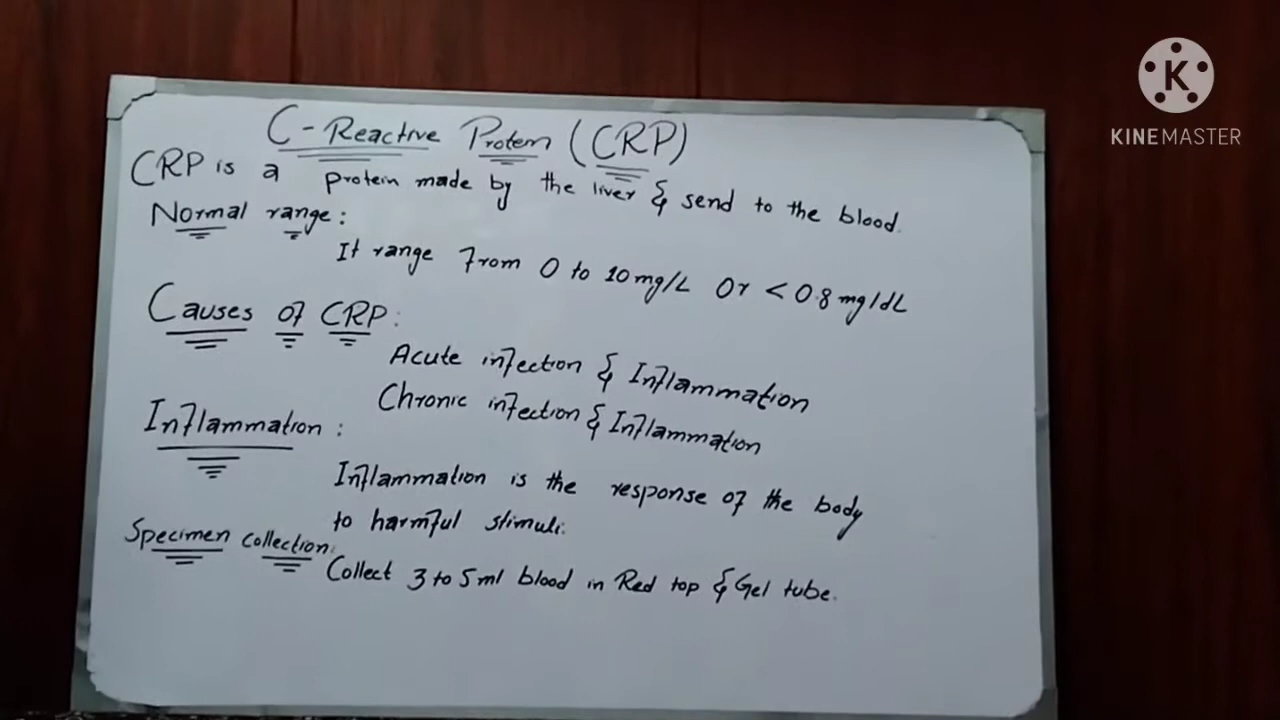 C-Reactive Protein (CRP)
CRP is a protein made by the liver & send to the blood.
Normal range:
It range from 0 to 10 mg/L Or < 0.8 mg/dL
Causes of CRP:
Acute infection & Inflammation
Chronic infection & Inflammation
Inflammation:
Inflammation is the response of the body
to harmful stimuli.
Specimen collection:
Collect 3 to 5 ml blood in Red top & Gel tube.
K
KINEMASTER